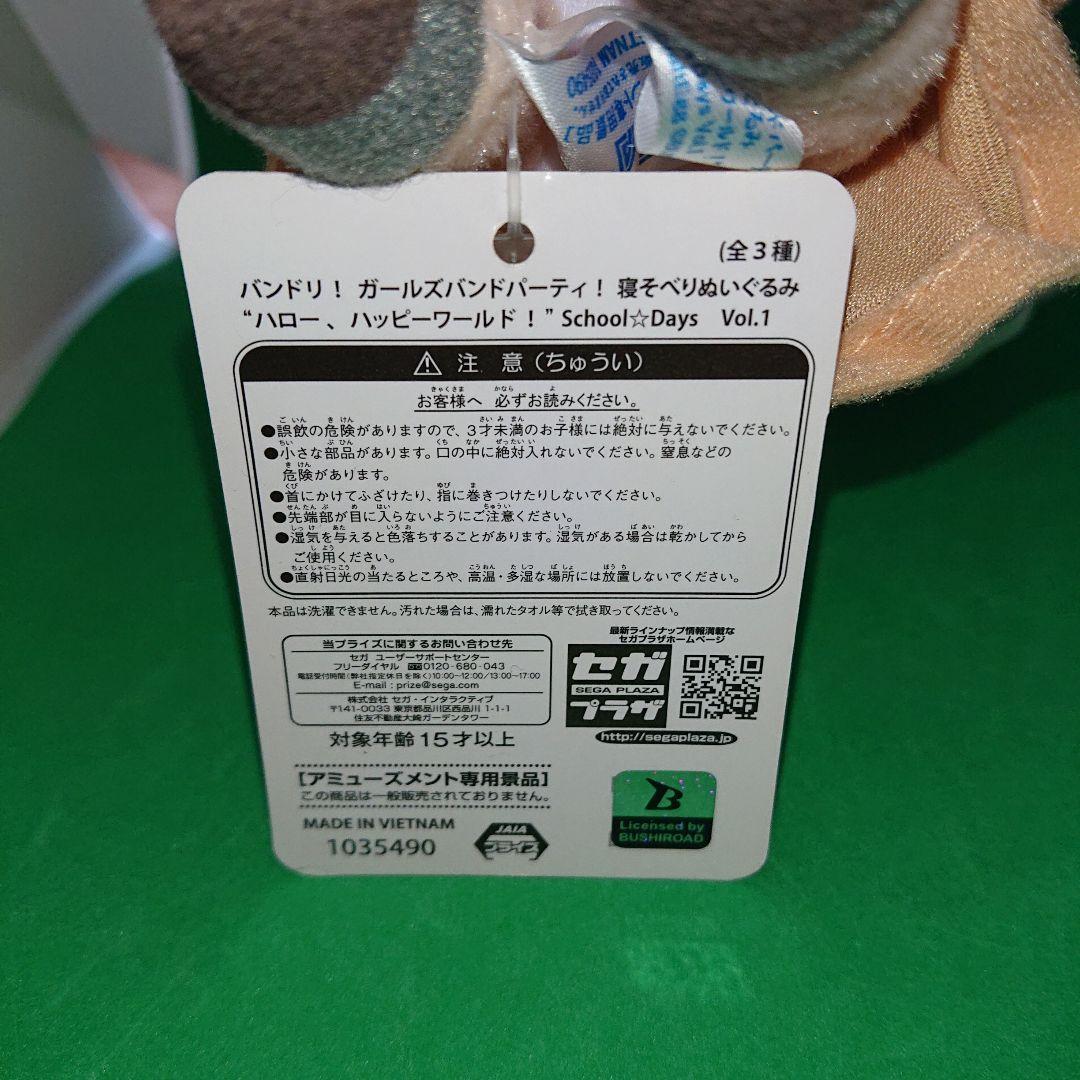 (全3種)
バンドリ! ガールズバンドパーティ! 寝そべりぬいぐるみ
“ハロー、ハッピーワールド!” School☆Days Vol.1
注意(ちゅうい)
お客様へ 必ずお読みください。
●誤飲の危険がありますので、3才未満のお子様には絶対に与えないでください。
●小さな部品があります。口の中に絶対入れないでください。窒息などの
危険があります。
●首にかけてふざけたり、指に巻きつけたりしないでください。
●先端部が目に入らないようにご注意ください。
●湿気を与えると色落ちすることがあります。湿気がある場合は乾かしてから
ご使用ください。
●直射日光の当たるところや、高温・多湿な場所には放置しないでください。
本品は洗濯できません。汚れた場合は、濡れたタオル等で拭き取ってください。
当プライズに関するお問い合わせ先
セガ ユーザーサポートセンター
フリーダイヤル 0120-680-043
電話受付時間(弊社指定休日を除く)10:00~12:00/13:00~17:00
E-mail : prize@sega.com
株式会社 セガ・インタラクティブ
〒141-0033 東京都品川区西品川 1-1-1
住友不動産大崎ガーデンタワー
対象年齢15才以上
最新ラインナップ情報満載な
セガプラザホームページ
セガ
SEGA PLAZA
プラザ
http://segaplaza.jp
[アミューズメント専用景品]
この商品は一般販売されておりません。
MADE IN VIETNAM
1035490
JAIA
プライズ
B
Licensed by
BUSHIROAD